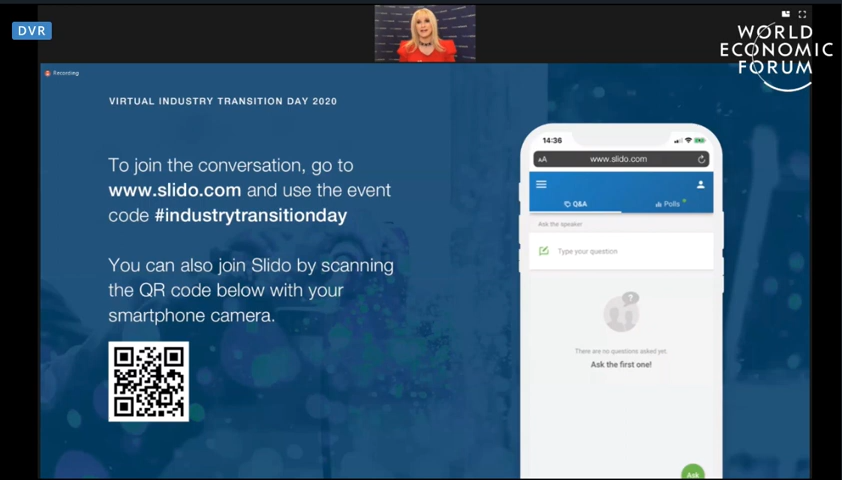 DVR
WORLD
ECONOMIC
FORUM
Recording
VIRTUAL INDUSTRY TRANSITION DAY 2020
To join the conversation, go to
www.slido.com and use the event
code #industrytransitionday
You can also join Slido by scanning
the QR code below with your
smartphone camera.
14:36
AA www.slido.com
Q&A Polls
Ask the speaker
Type your question
?
There are no questions asked yet.
Ask the first one!
Ask